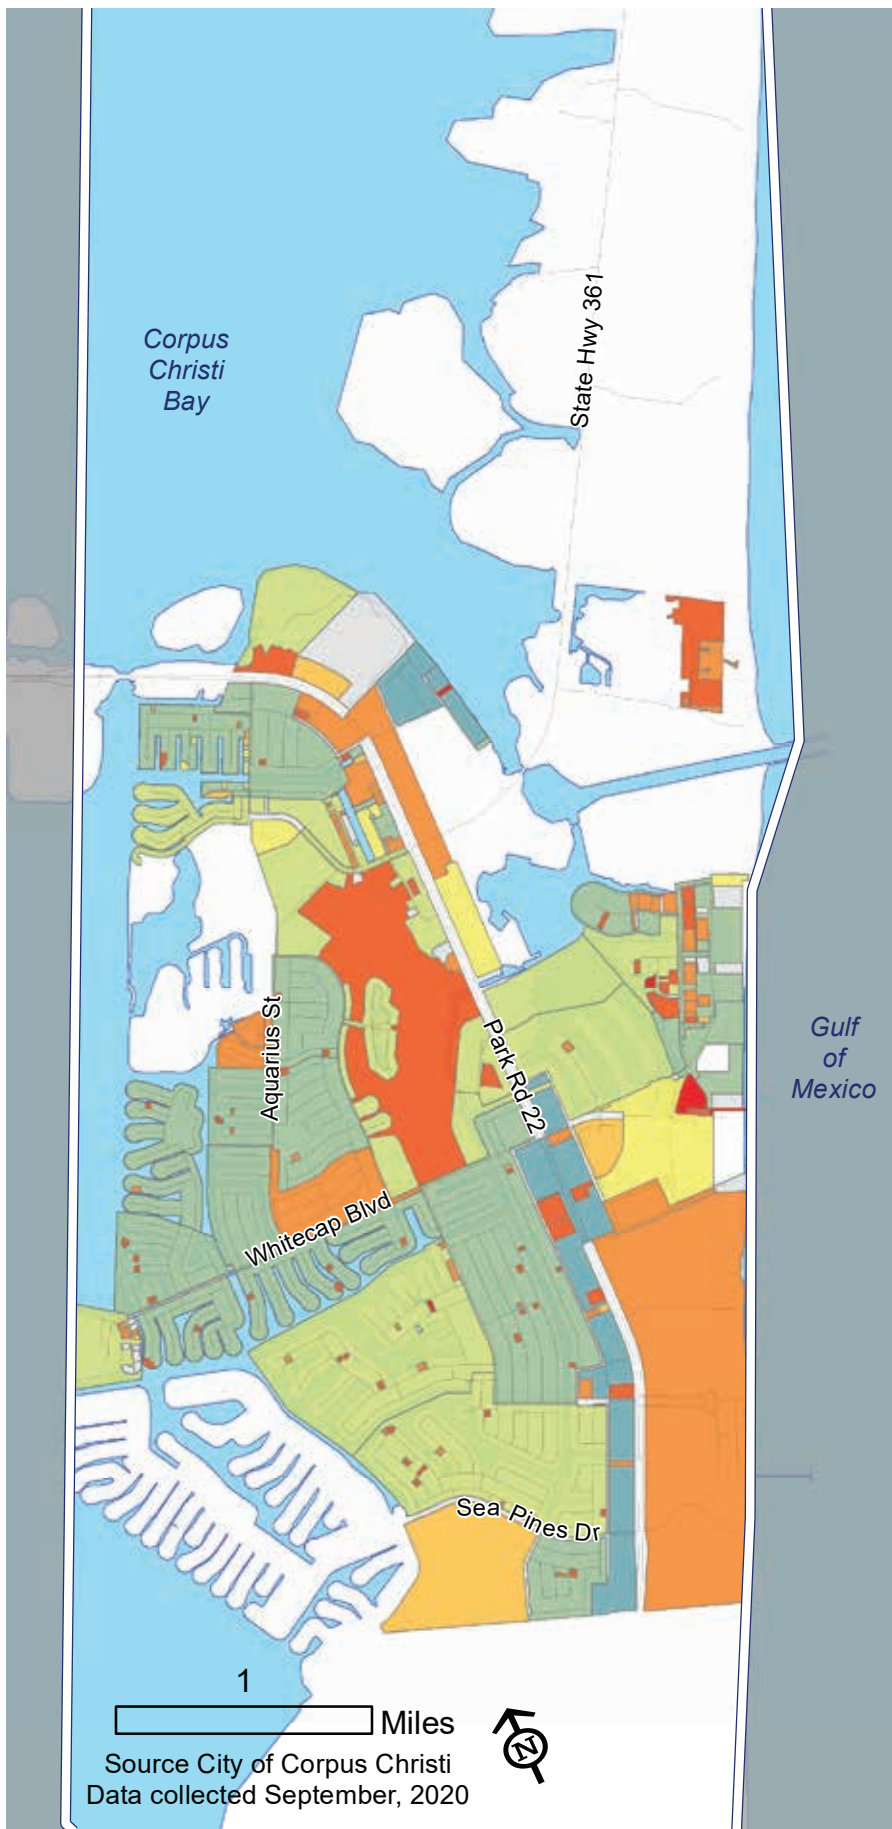 State Hwy 361
Corpus
Christi
Bay
Aquarius St
Park Rd 22
Gulf
of
Mexico
Whitecap Blvd
Sea Pines Dr
1
Miles
N
Source City of Corpus Christi
Data collected September, 2020